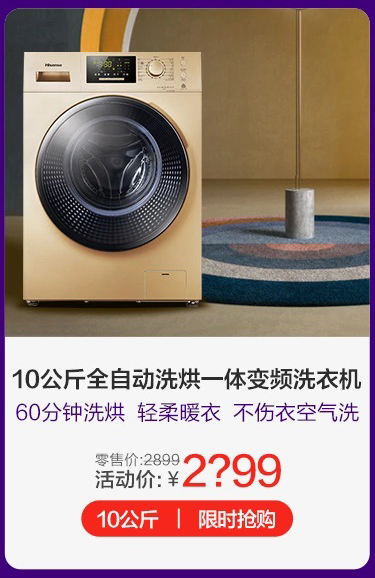 Hisense
10公斤全自动洗烘一体变频洗衣机
60分钟洗烘 轻柔暖衣 不伤衣空气洗
零售价:2899
活动价:¥2?99
10公斤 | 限时抢购